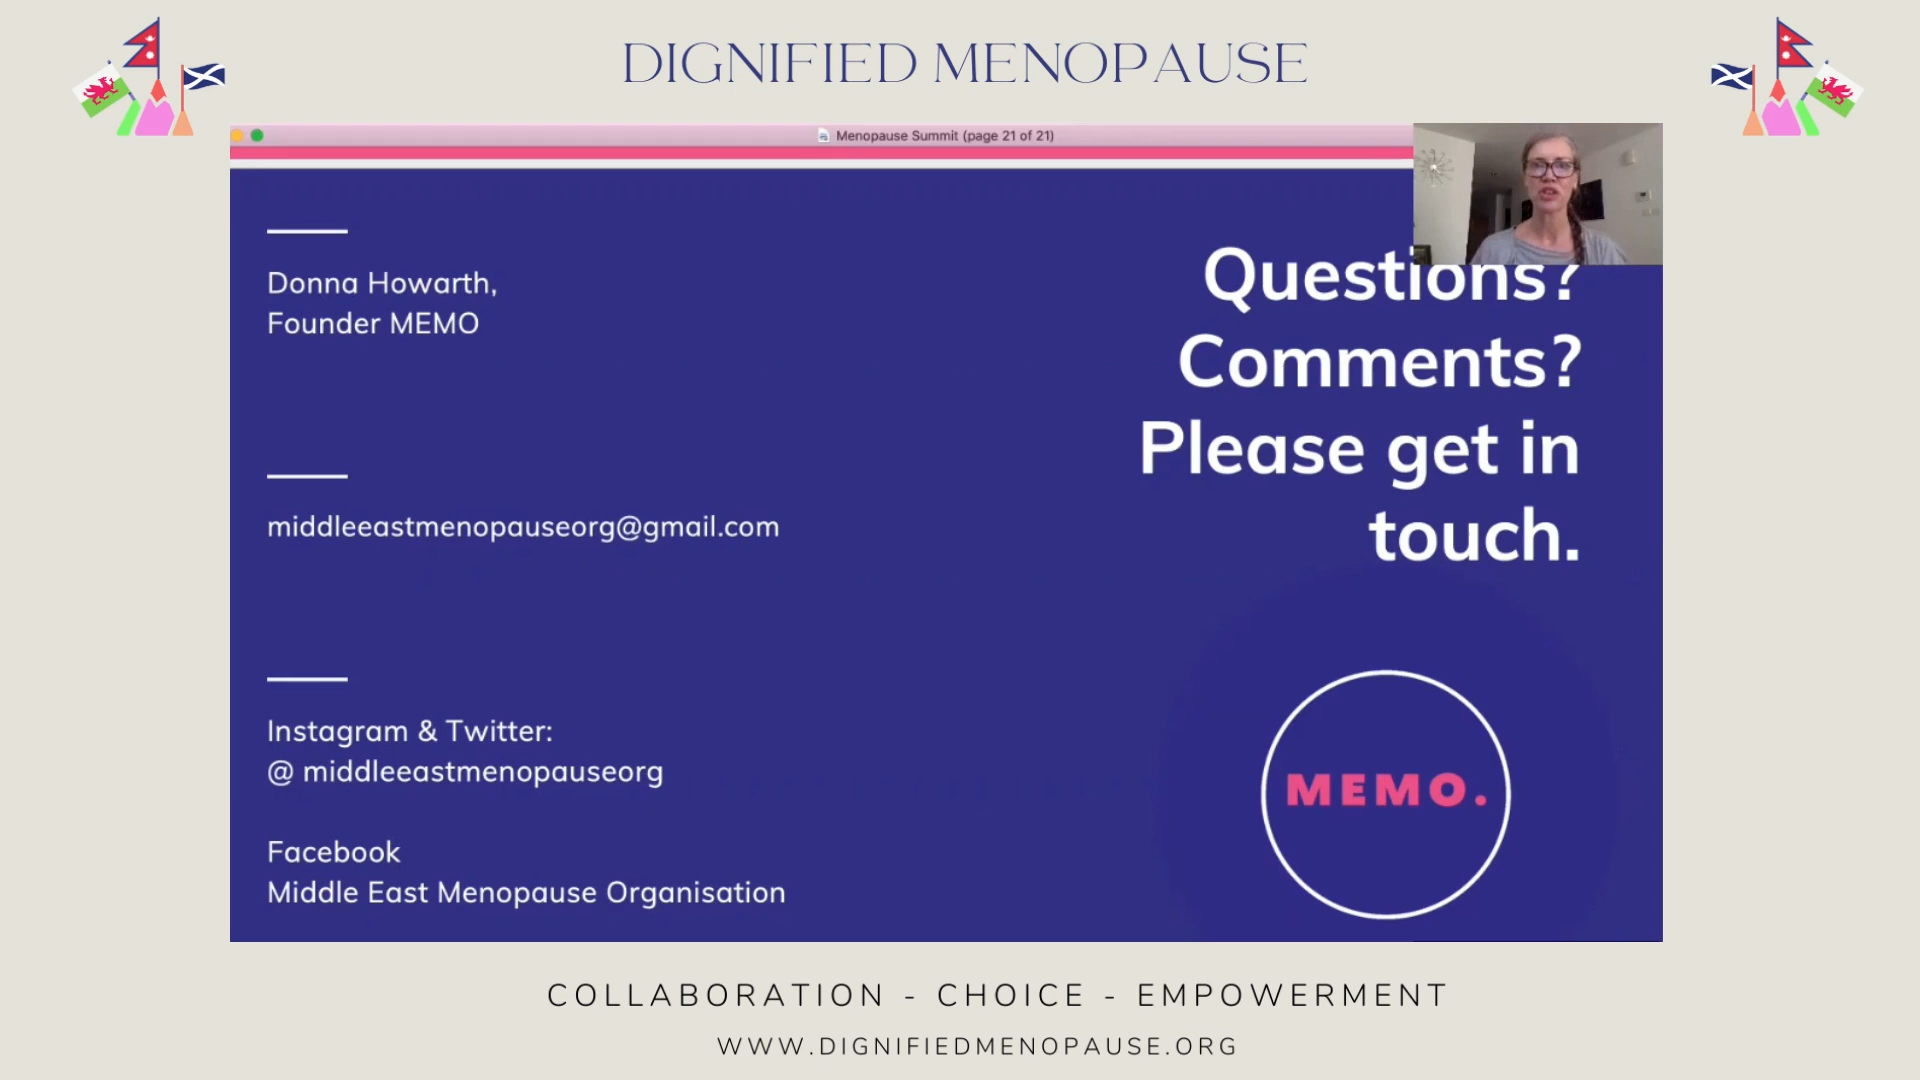 DIGNIFIED MENOPAUSE
Menopause Summit (page 21 of 21)
Donna Howarth,
Founder MEMO
middleeastmenopauseorg@gmail.com
Instagram & Twitter:
@ middleeastmenopauseorg
Facebook
Middle East Menopause Organisation
Questions?
Comments?
Please get in
touch.
MEMO.
COLLABORATION - CHOICE - EMPOWERMENT
WWW.DIGNIFIEDMENOPAUSE.ORG